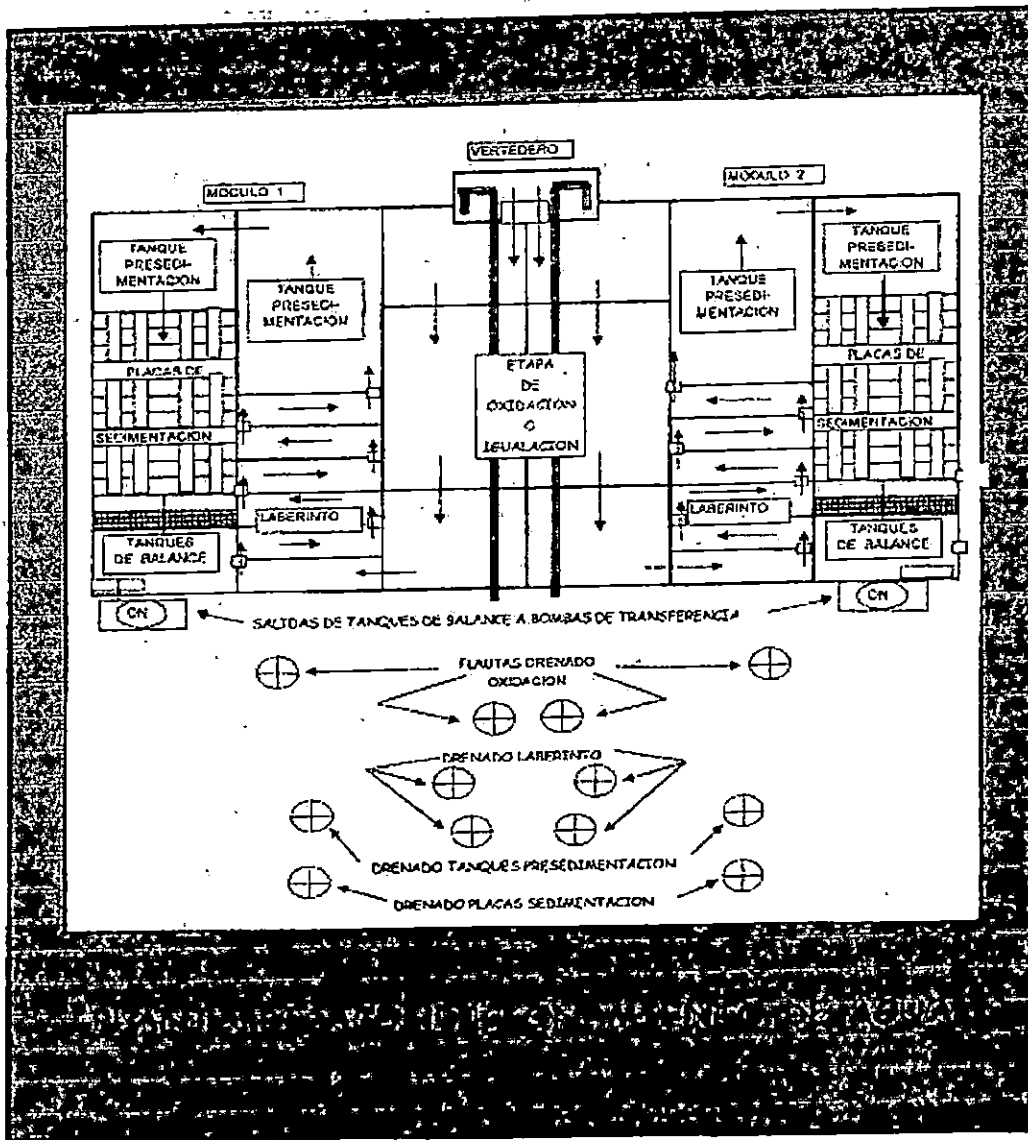 VERTEDERO
MODULO 1
MODULO 2
TANQUE
PRESEDI-
MENTACION
TANQUE
PRESEDI-
MENTACION
TANQUE
PRESEDI-
MENTACION
TANQUE
PRESEDI-
MENTACION
PLACAS DE
SEDIMENTACION
ETAPA
DE
OXIDACION
O
IGUALACION
PLACAS DE
SEDIMENTACION
LABERINTO
LABERINTO
TANQUES
DE BALANCE
TANQUES
DE BALANCE
CN
CN
SALIDAS DE TANQUES DE BALANCE A BOMBAS DE TRANSFERENCIA
FLAUTAS DRENADO
OXIDACION
DRENADO LABERINTO
DRENADO TANQUES PRESEDIMENTACION
DRENADO PLACAS SEDIMENTACION
AGUA